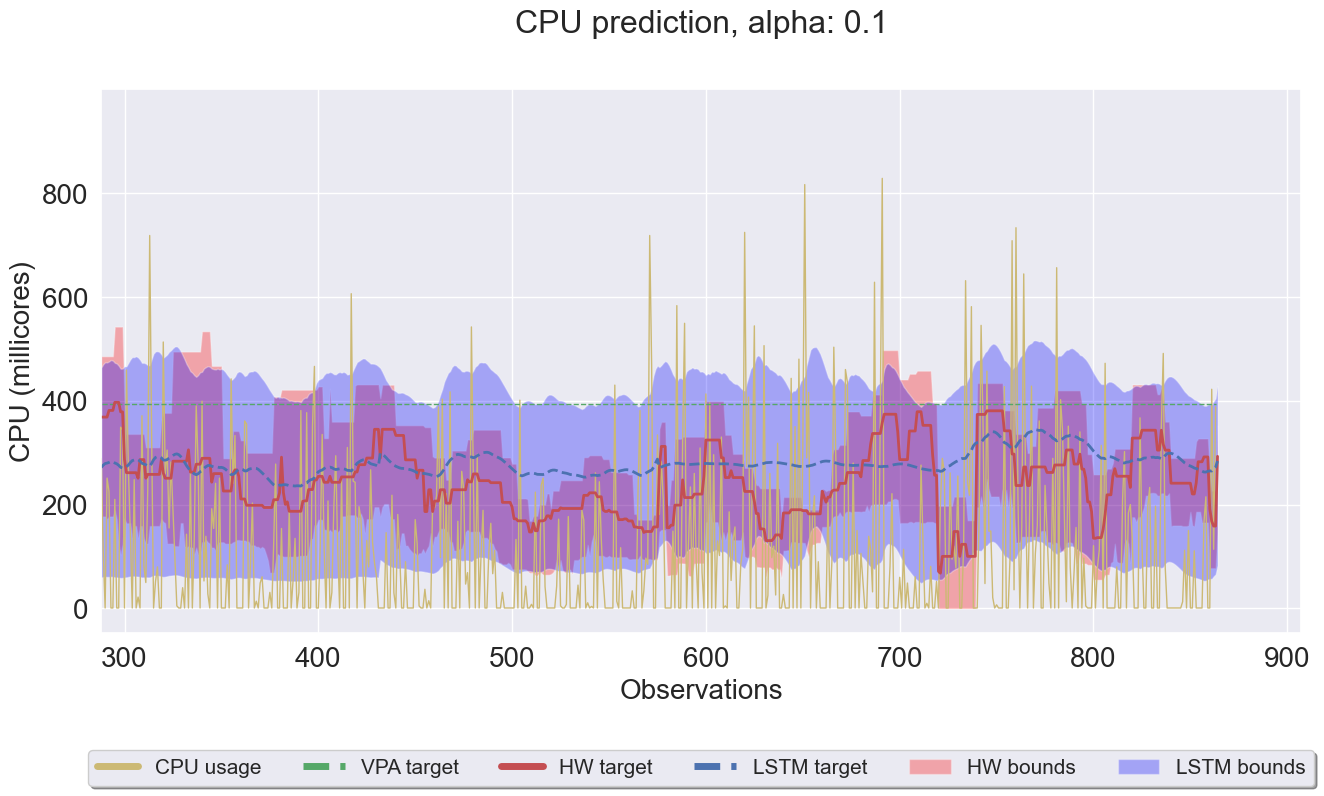 CPU prediction, alpha: 0.1
CPU (millicores)
800
600
400
200
0
300 400 500 600 700 800 900
Observations
CPU usage VPA target HW target LSTM target HW bounds LSTM bounds